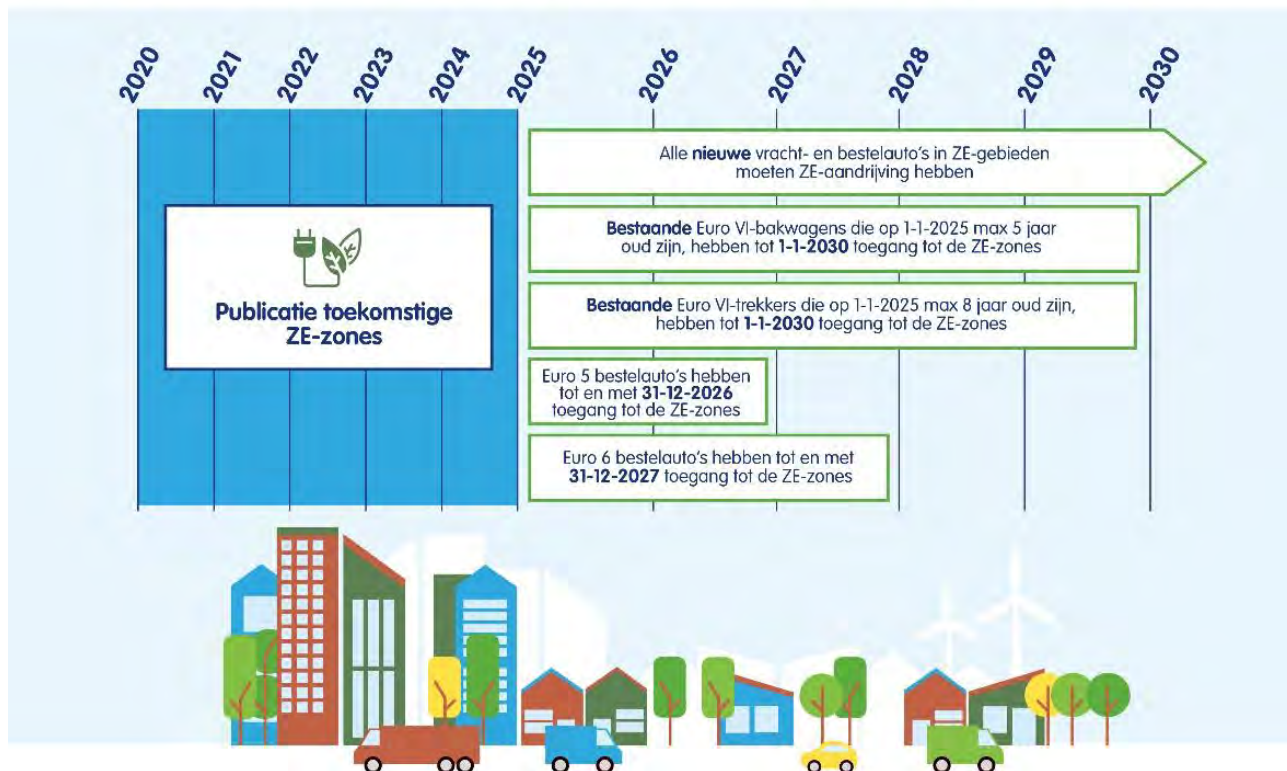 2020 2021 2022 2023 2024 2025 2026 2027 2028 2029 2030
Alle nieuwe vracht- en bestelauto's in ZE-gebieden
moeten ZE-aandrijving hebben
Publicatie toekomstige
ZE-zones
Bestaande Euro VI-bakwagens die op 1-1-2025 max 5 jaar
oud zijn, hebben tot 1-1-2030 toegang tot de ZE-zones
Bestaande Euro VI-trekkers die op 1-1-2025 max 8 jaar oud zijn,
hebben tot 1-1-2030 toegang tot de ZE-zones
Euro 5 bestelauto's hebben
tot en met 31-12-2026
toegang tot de ZE-zones
Euro 6 bestelauto's hebben tot en met
31-12-2027 toegang tot de ZE-zones